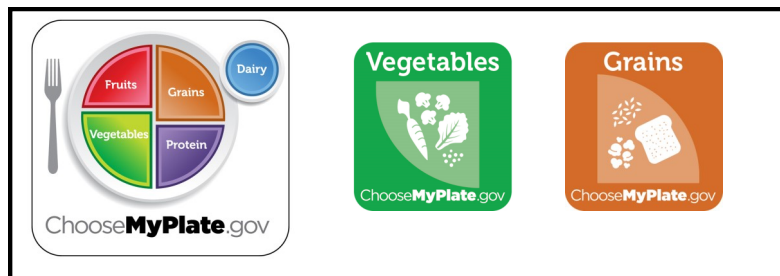 Fruits
Grains
Dairy
Vegetables
Protein
ChooseMyPlate.gov
Vegetables
ChooseMyPlate.gov
Grains
ChooseMyPlate.gov